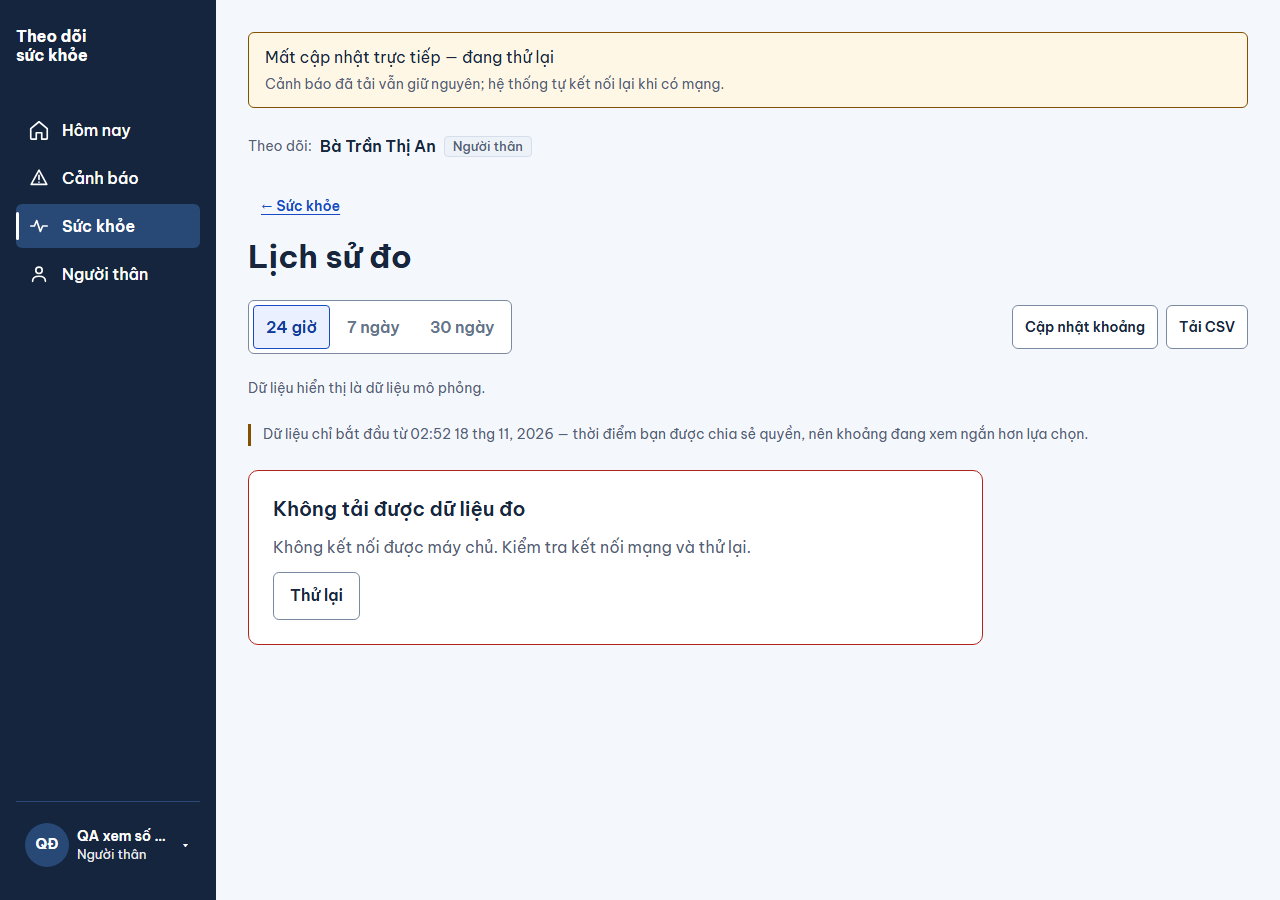 Theo dõi
sức khỏe
Hôm nay
Cảnh báo
Sức khỏe
Người thân
QĐ
QA xem số ...
Người thân
Mất cập nhật trực tiếp — đang thử lại
Cảnh báo đã tải vẫn giữ nguyên; hệ thống tự kết nối lại khi có mạng.
Theo dõi: Bà Trần Thị An Người thân
← Sức khỏe
Lịch sử đo
24 giờ 7 ngày 30 ngày Cập nhật khoảng Tải CSV
Dữ liệu hiển thị là dữ liệu mô phỏng.
Dữ liệu chỉ bắt đầu từ 02:52 18 thg 11, 2026 — thời điểm bạn được chia sẻ quyền, nên khoảng đang xem ngắn hơn lựa chọn.
Không tải được dữ liệu đo
Không kết nối được máy chủ. Kiểm tra kết nối mạng và thử lại.
Thử lại